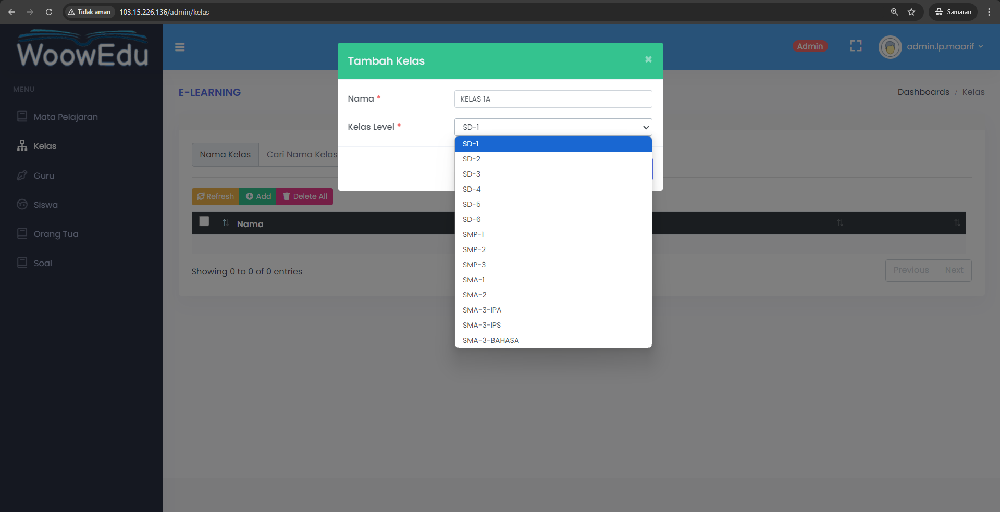 Tidak aman
103.15.226.136/admin/kelas
Samaran
WoowEdu
Admin
admin.lp.maarif
MENU
Mata Pelajaran
Kelas
Guru
Siswa
Orang Tua
Soal
E-LEARNING
Dashboards / Kelas
Tambah Kelas
Nama *
KELAS 1A
Kelas Level *
SD-1
SD-1
SD-2
SD-3
SD-4
SD-5
SD-6
SMP-1
SMP-2
SMP-3
SMA-1
SMA-2
SMA-3-IPA
SMA-3-IPS
SMA-3-BAHASA
Nama Kelas
Cari Nama Kelas
Refresh
Add
Delete All
Nama
Showing 0 to 0 of 0 entries
Previous
Next